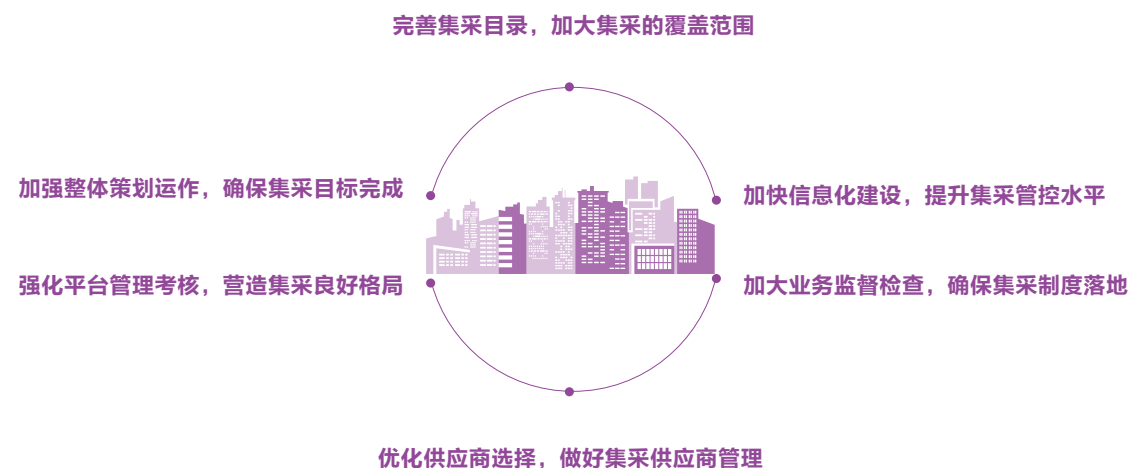 完善集采目录，加大集采的覆盖范围
加强整体策划运作，确保集采目标完成
加快信息化建设，提升集采管控水平
强化平台管理考核，营造集采良好格局
加大业务监督检查，确保集采制度落地
优化供应商选择，做好集采供应商管理